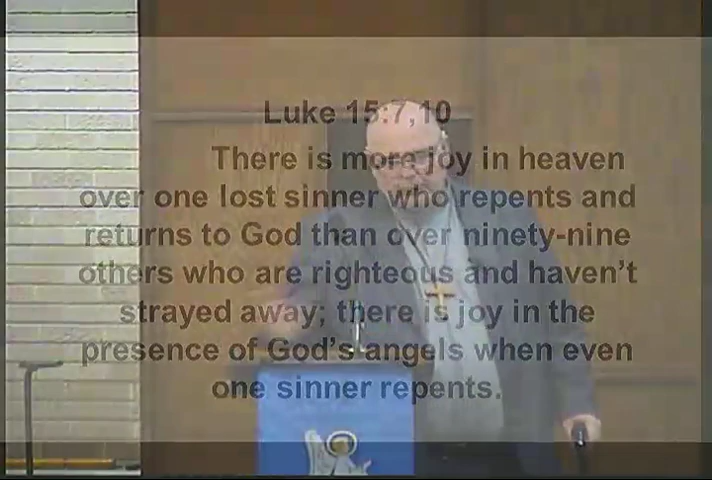 Luke 15:7,10
There is more joy in heaven
over one lost sinner who repents and
returns to God than over ninety-nine
others who are righteous and haven't
strayed away; there is joy in the
presence of God's angels when even
one sinner repents.